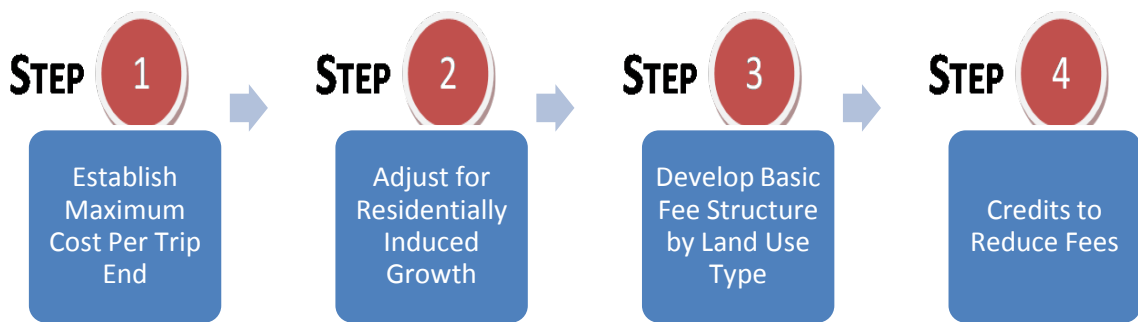 STEP 1
Establish
Maximum
Cost Per Trip
End
STEP 2
Adjust for
Residentially
Induced
Growth
STEP 3
Develop Basic
Fee Structure
by Land Use
Type
STEP 4
Credits to
Reduce Fees